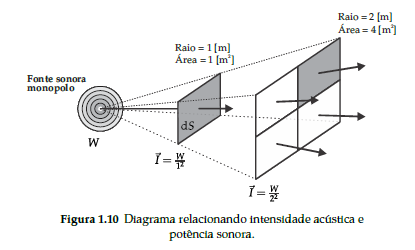 Raio = 2 [m]
Área = 4 [m²]
Raio = 1 [m]
Área = 1 [m²]
Fonte sonora
monopolo
dS
W
I⃗ = W/1²
I⃗ = W/2²
Figura 1.10 Diagrama relacionando intensidade acústica e
potência sonora.